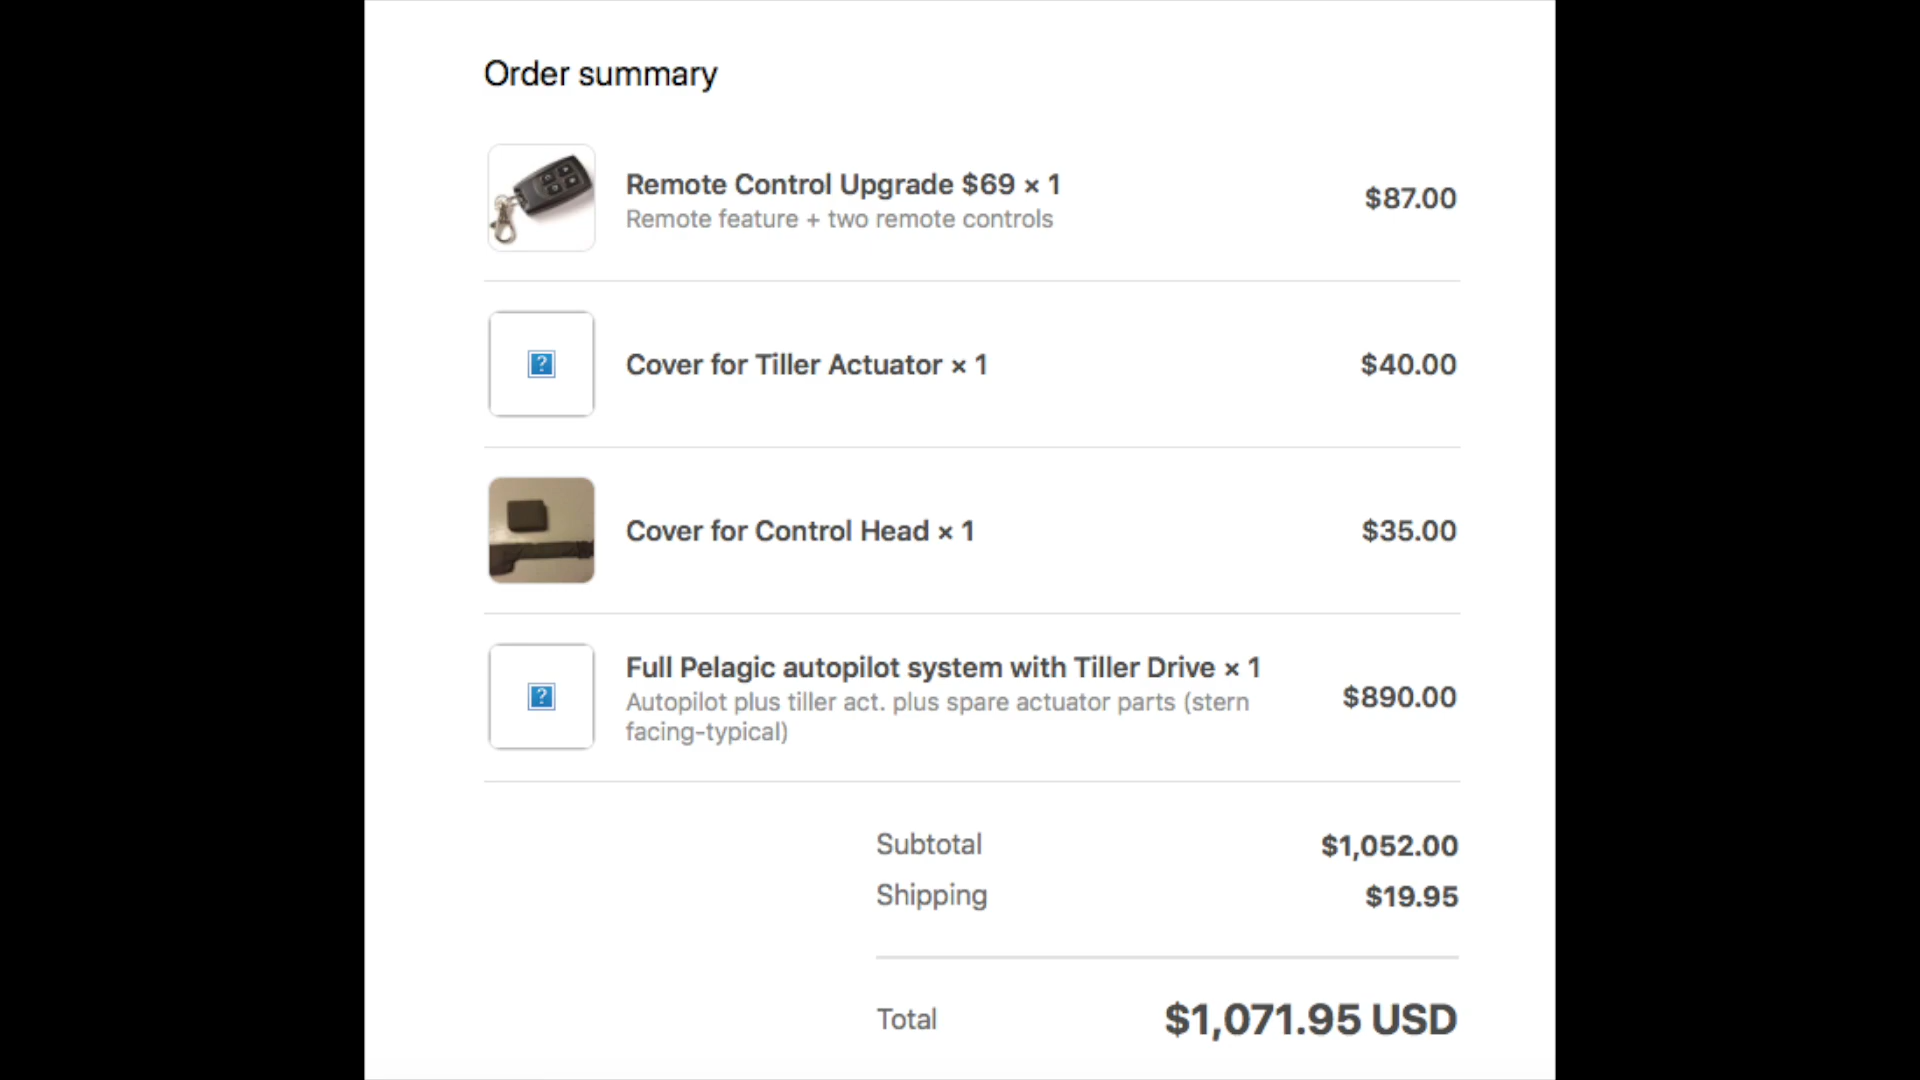 Order summary
Remote Control Upgrade $69 × 1
Remote feature + two remote controls
$87.00
?
Cover for Tiller Actuator × 1
$40.00
Cover for Control Head × 1
$35.00
?
Full Pelagic autopilot system with Tiller Drive × 1
Autopilot plus tiller act. plus spare actuator parts (stern
facing-typical)
$890.00
Subtotal
$1,052.00
Shipping
$19.95
Total
$1,071.95 USD